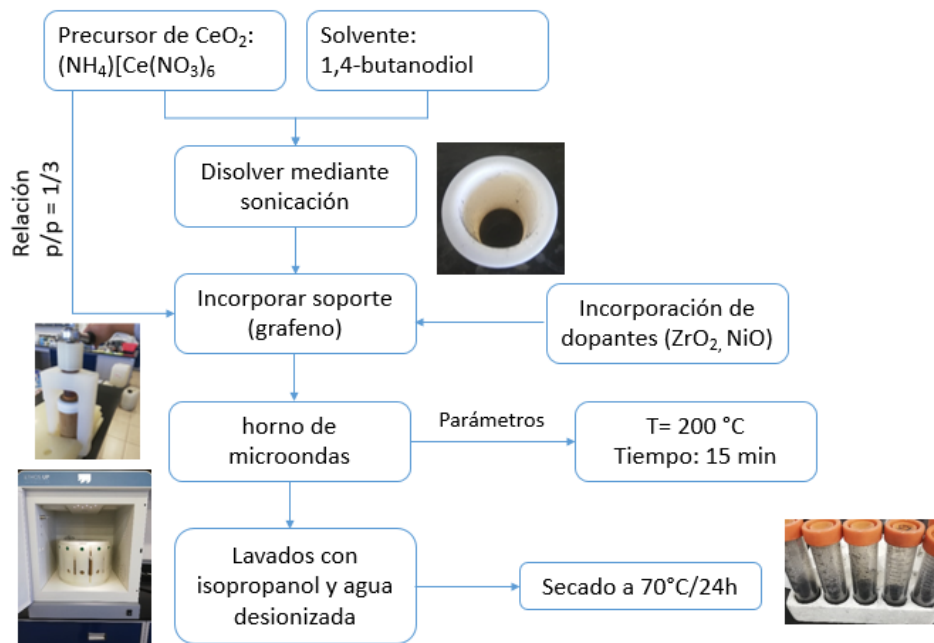 Precursor de CeO₂:
(NH₄)[Ce(NO₃)₆
Solvente:
1,4-butanodiol
Disolver mediante
sonicación
Relación
p/p = 1/3
Incorporar soporte
(grafeno)
Incorporación de
dopantes (ZrO₂, NiO)
horno de
microondas
Parámetros
T= 200 °C
Tiempo: 15 min
Lavados con
isopropanol y agua
desionizada
Secado a 70°C/24h